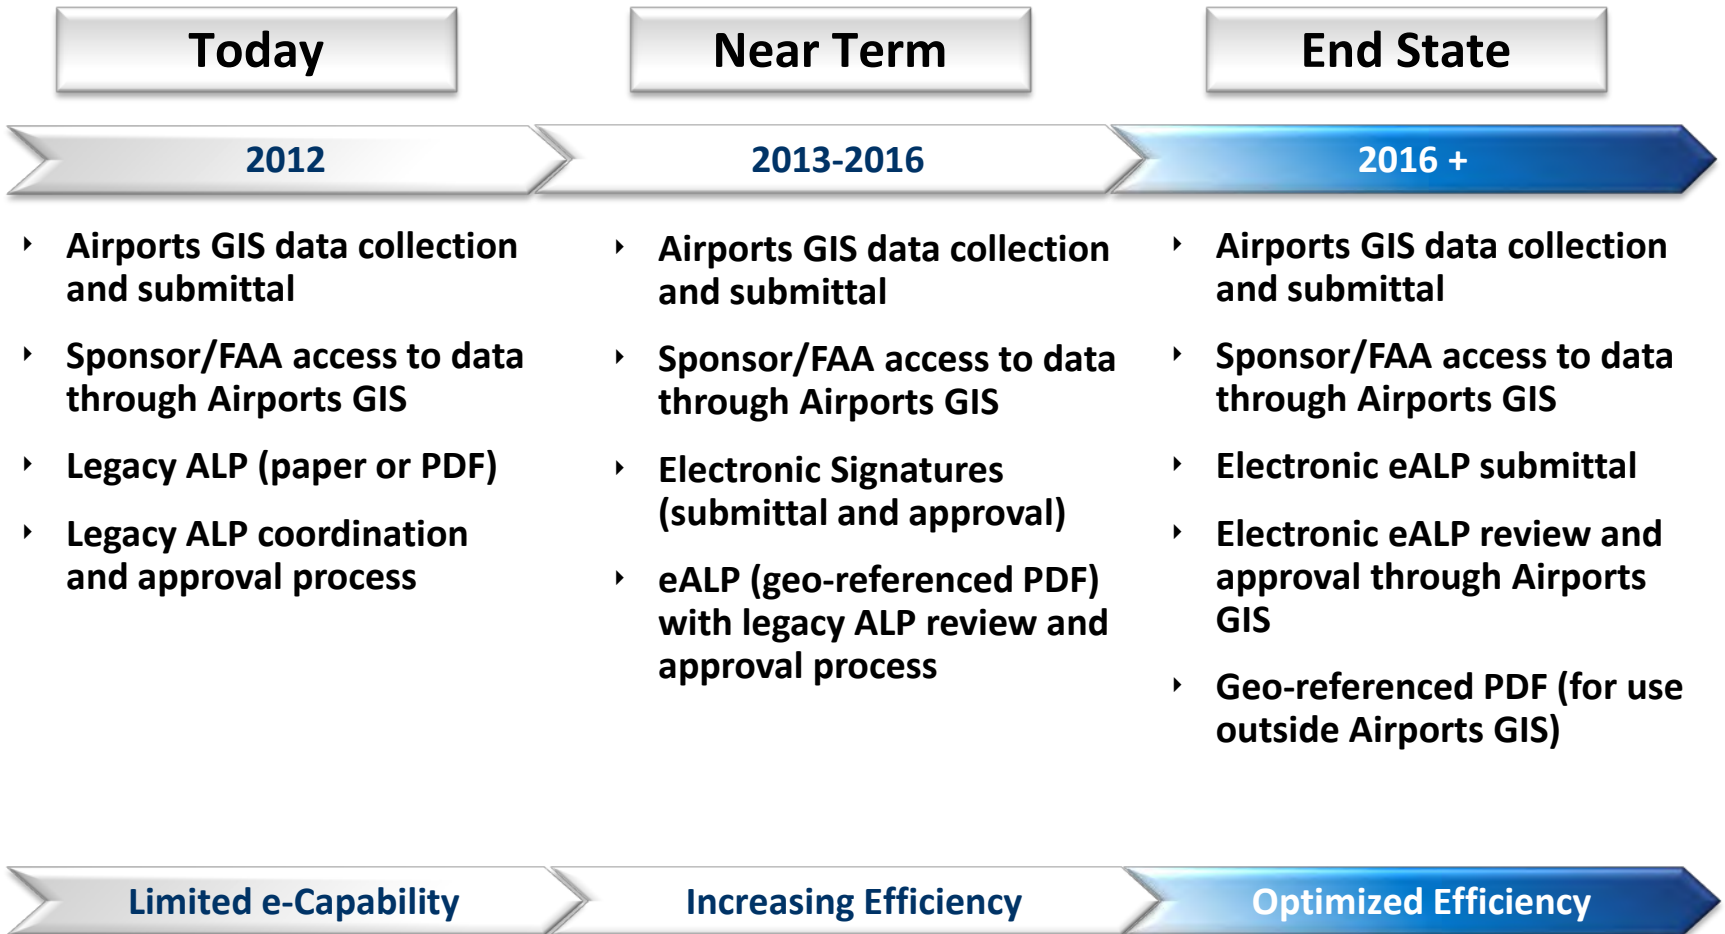 Today
Near Term
End State
2012
2013-2016
2016 +
Airports GIS data collection
and submittal
Sponsor/FAA access to data
through Airports GIS
Legacy ALP (paper or PDF)
Legacy ALP coordination
and approval process
Airports GIS data collection
and submittal
Sponsor/FAA access to data
through Airports GIS
Electronic Signatures
(submittal and approval)
eALP (geo-referenced PDF)
with legacy ALP review and
approval process
Airports GIS data collection
and submittal
Sponsor/FAA access to data
through Airports GIS
Electronic eALP submittal
Electronic eALP review and
approval through Airports
GIS
Geo-referenced PDF (for use
outside Airports GIS)
Limited e-Capability
Increasing Efficiency
Optimized Efficiency